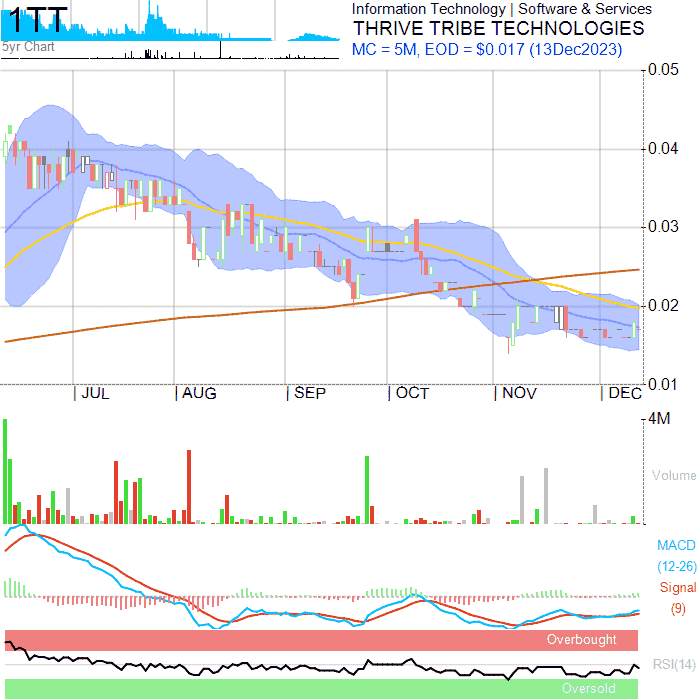 1TT
5yr Chart
Information Technology | Software & Services
THRIVE TRIBE TECHNOLOGIES
MC = 5M, EOD = $0.017 (13Dec2023)
0.05
0.04
0.03
0.02
0.01
| JUL | AUG | SEP | OCT | NOV | DEC
4M
Volume
MACD
(12-26)
Signal
(9)
Overbought
RSI(14)
Oversold